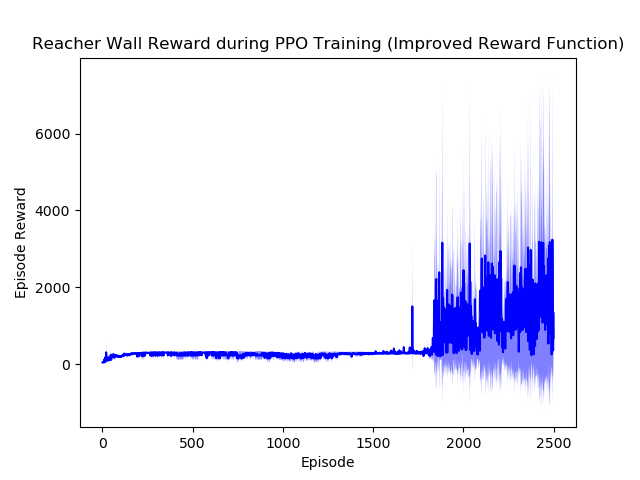 Reacher Wall Reward during PPO Training (Improved Reward Function)
6000
4000
2000
0
Episode Reward
0 500 1000 1500 2000 2500
Episode